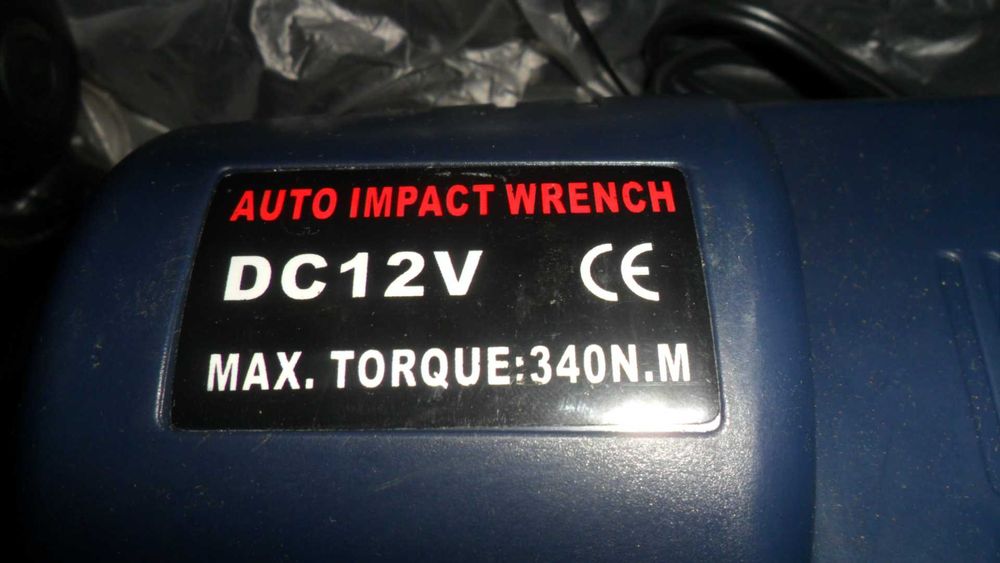 AUTO IMPACT WRENCH
DC12V CE
MAX. TORQUE:340N.M